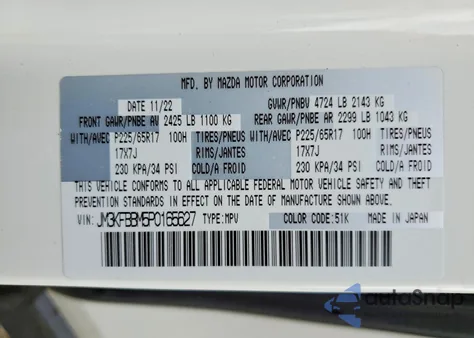 MFD. BY MAZDA MOTOR CORPORATION
DATE 11/22 GVWR/PNBV 4724 LB 2143 KG
FRONT GAWR/PNBE AV 2425 LB 1100 KG REAR GAWR/PNBE AR 2299 LB 1043 KG
WITH/AVEC P225/65R17 100H TIRES/PNEUS WITH/AVEC P225/65R17 100H TIRES/PNEUS
17X7J RIMS/JANTES 17X7J RIMS/JANTES
230 KPA/34 PSI COLD/A FROID 230 KPA/34 PSI COLD/A FROID
THIS VEHICLE CONFORMS TO ALL APPLICABLE FEDERAL MOTOR VEHICLE SAFETY AND
THEFT PREVENTION STANDARDS IN EFFECT ON THE DATE OF MANUFACTURE SHOWN ABOVE.
VIN: JM3KFBBM5P0165627 TYPE:MPV COLOR CODE:51K MADE IN JAPAN
autoSnap